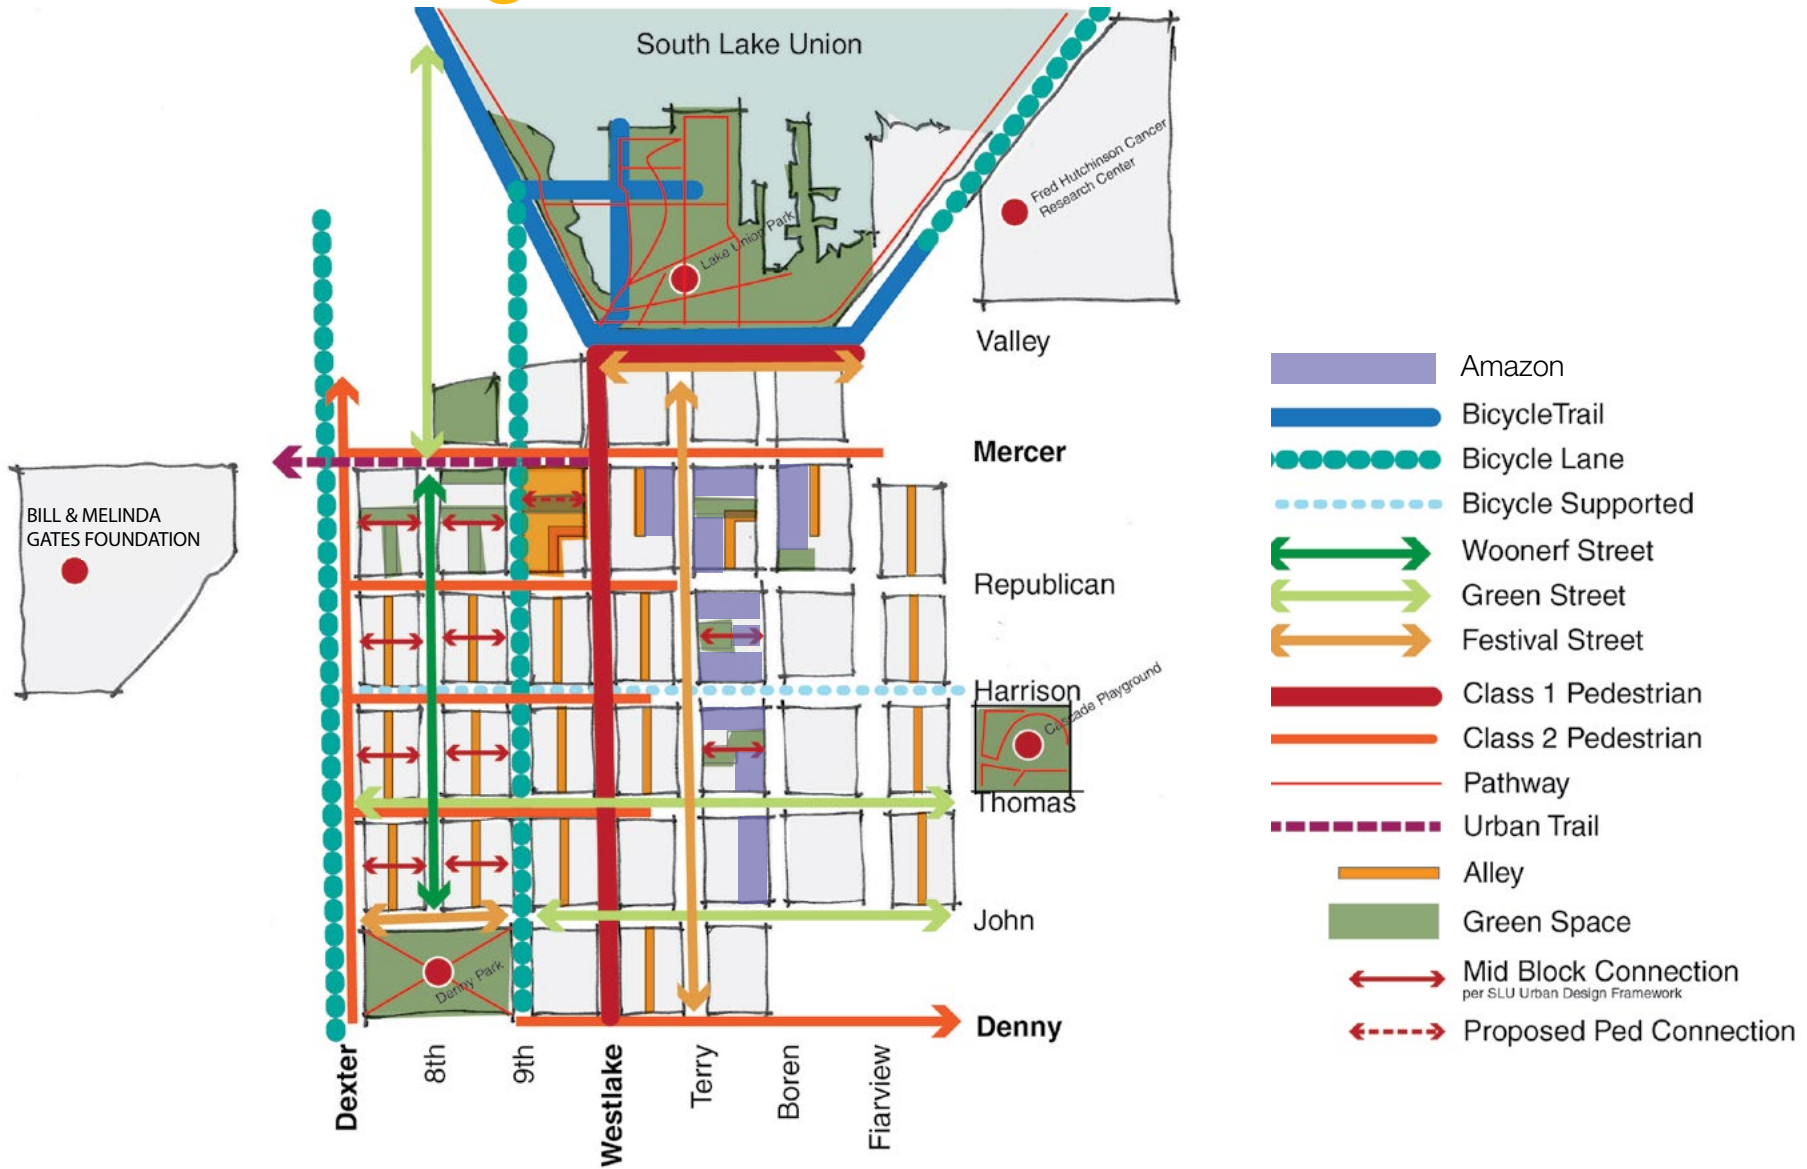 South Lake Union
Fred Hutchinson Cancer
Research Center
Lake Union Park
Valley
Mercer
BILL & MELINDA
GATES FOUNDATION
Republican
Harrison
Cascade Playground
Thomas
John
Denny Park
Denny
Dexter
8th
9th
Westlake
Terry
Boren
Fiarview
Amazon
BicycleTrail
Bicycle Lane
Bicycle Supported
Woonerf Street
Green Street
Festival Street
Class 1 Pedestrian
Class 2 Pedestrian
Pathway
Urban Trail
Alley
Green Space
Mid Block Connection
per SLU Urban Design Framework
Proposed Ped Connection